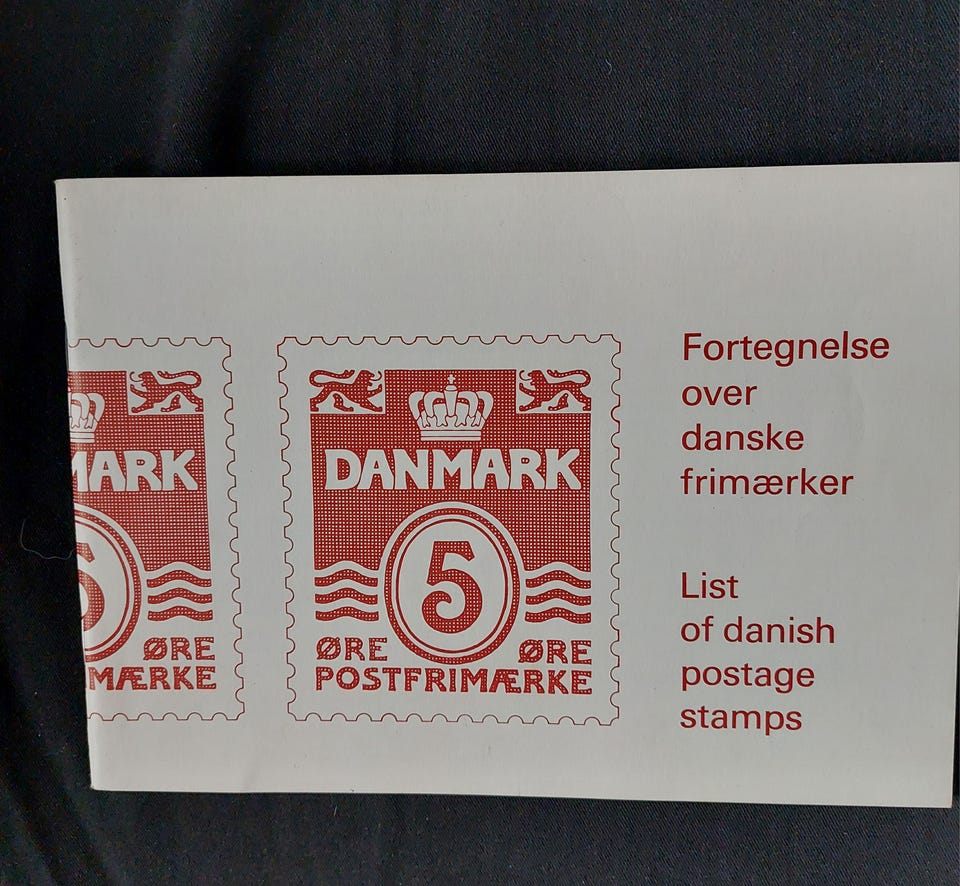 MARK
5
ØRE
MÆRKE
DANMARK
5
ØRE ØRE
POSTFRIMÆRKE
Fortegnelse
over
danske
frimærker
List
of danish
postage
stamps